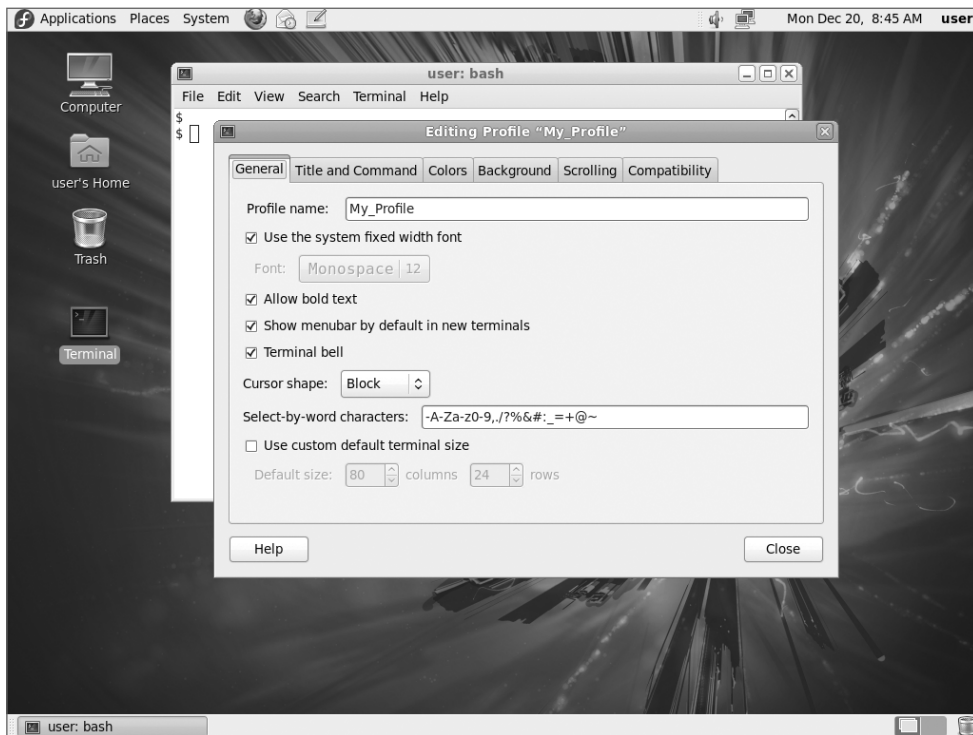 Applications Places System Mon Dec 20, 8:45 AM user
Computer
user's Home
Trash
Terminal
user: bash
File Edit View Search Terminal Help
$
$
Editing Profile “My_Profile”
General Title and Command Colors Background Scrolling Compatibility
Profile name: My_Profile
Use the system fixed width font
Font: Monospace 12
Allow bold text
Show menubar by default in new terminals
Terminal bell
Cursor shape: Block
Select-by-word characters: -A-Za-z0-9,./?%&#:_=+@~
Use custom default terminal size
Default size: 80 columns 24 rows
Help Close
user: bash